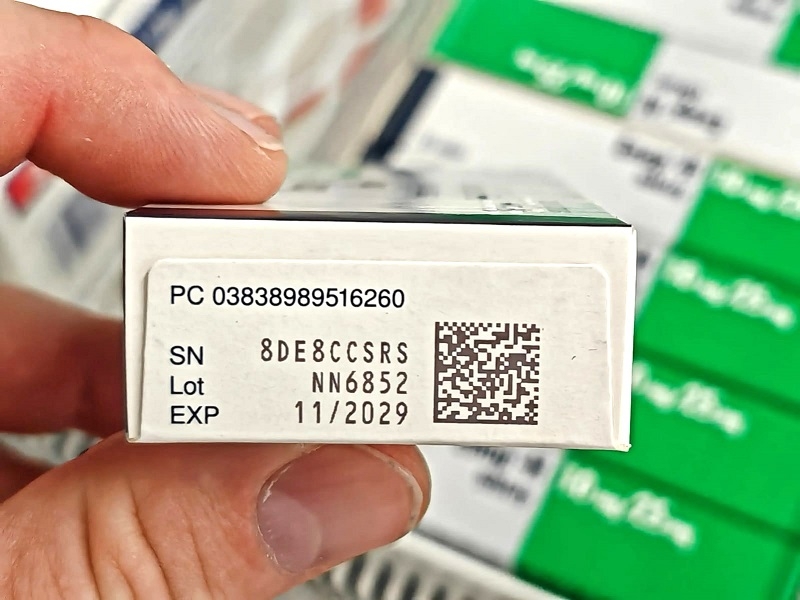 PC 03838989516260
SN 8DE8CCSRS
Lot NN6852
EXP 11/2029